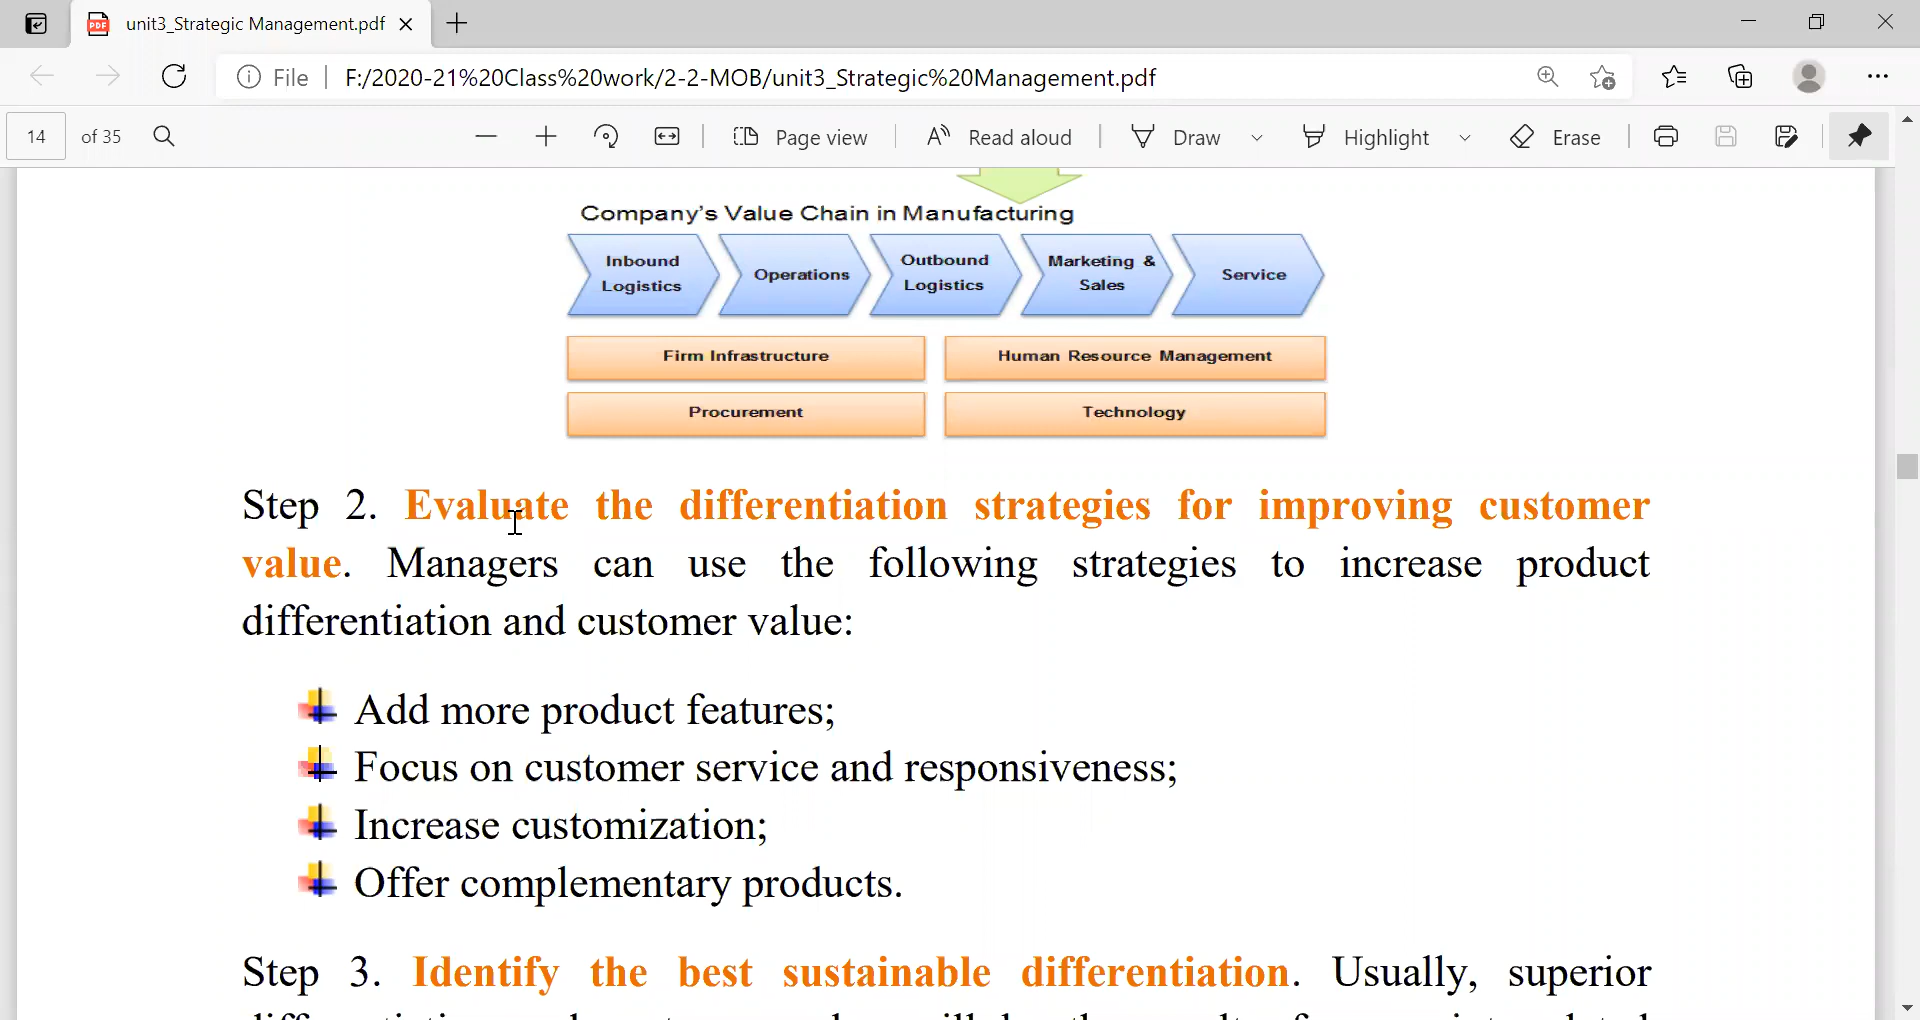 unit3_Strategic Management.pdf
File F:/2020-21%20Class%20work/2-2-MOB/unit3_Strategic%20Management.pdf
14 of 35 Page view Read aloud Draw Highlight Erase
Company's Value Chain in Manufacturing
Inbound Logistics
Operations
Outbound Logistics
Marketing & Sales
Service
Firm Infrastructure
Human Resource Management
Procurement
Technology
Step 2. Evaluate the differentiation strategies for improving customer
value. Managers can use the following strategies to increase product
differentiation and customer value:
Add more product features;
Focus on customer service and responsiveness;
Increase customization;
Offer complementary products.
Step 3. Identify the best sustainable differentiation. Usually, superior